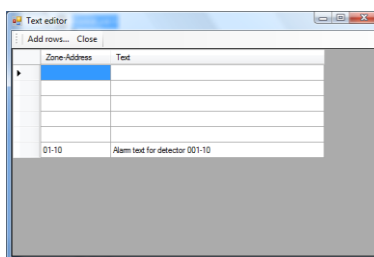 Text editor
Add rows... Close
Zone-Address Text
01-10 Alarm text for detector 001-10